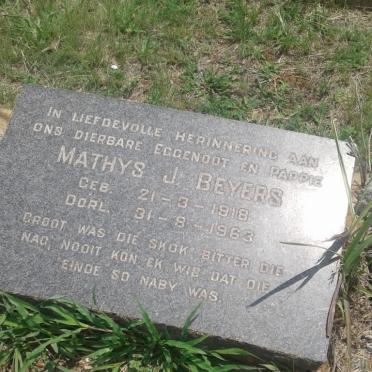 IN LIEFDEVOLLE HERINNERING AAN
ONS DIERBARE EGGENOOT EN PAPPIE
MATHYS J. BEYERS
GEB. 21-3-1918
OORL. 31-8-1963
GROOT WAS DIE SKOK, BITTER DIE
NAG, NOOIT KON EK WIE DAT DIE
EINDE SO NABY WAS.